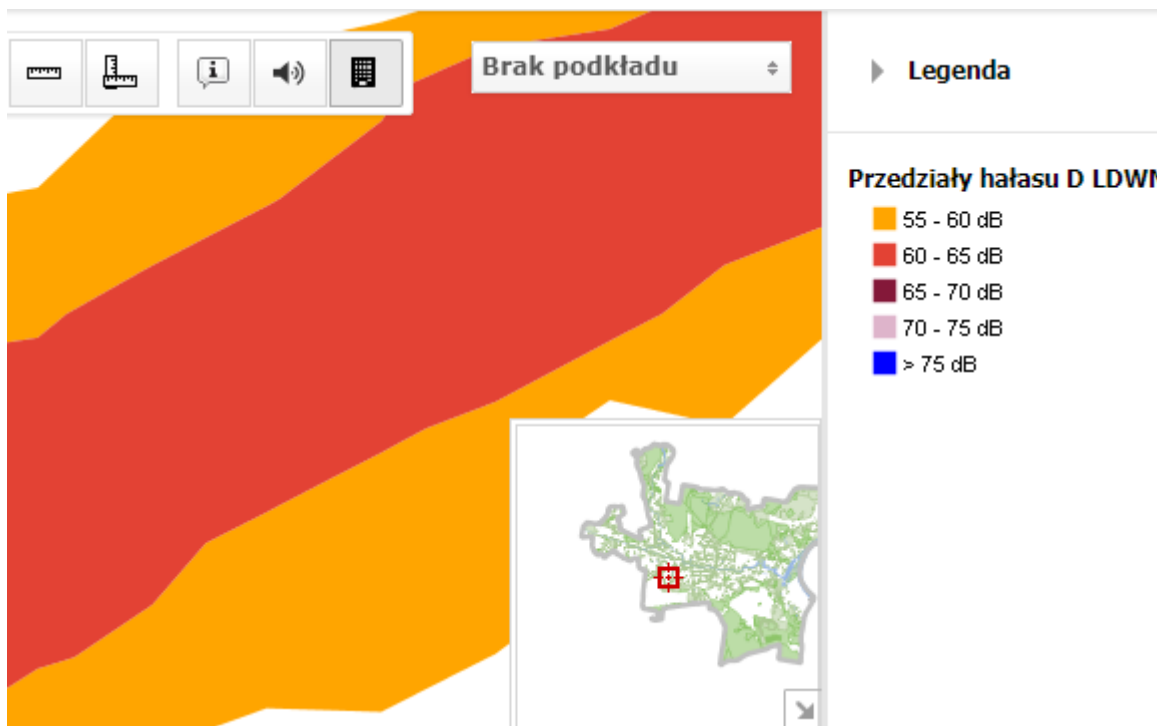 Brak podkładu
Legenda
Przedziały hałasu D LDWN
55 - 60 dB
60 - 65 dB
65 - 70 dB
70 - 75 dB
> 75 dB